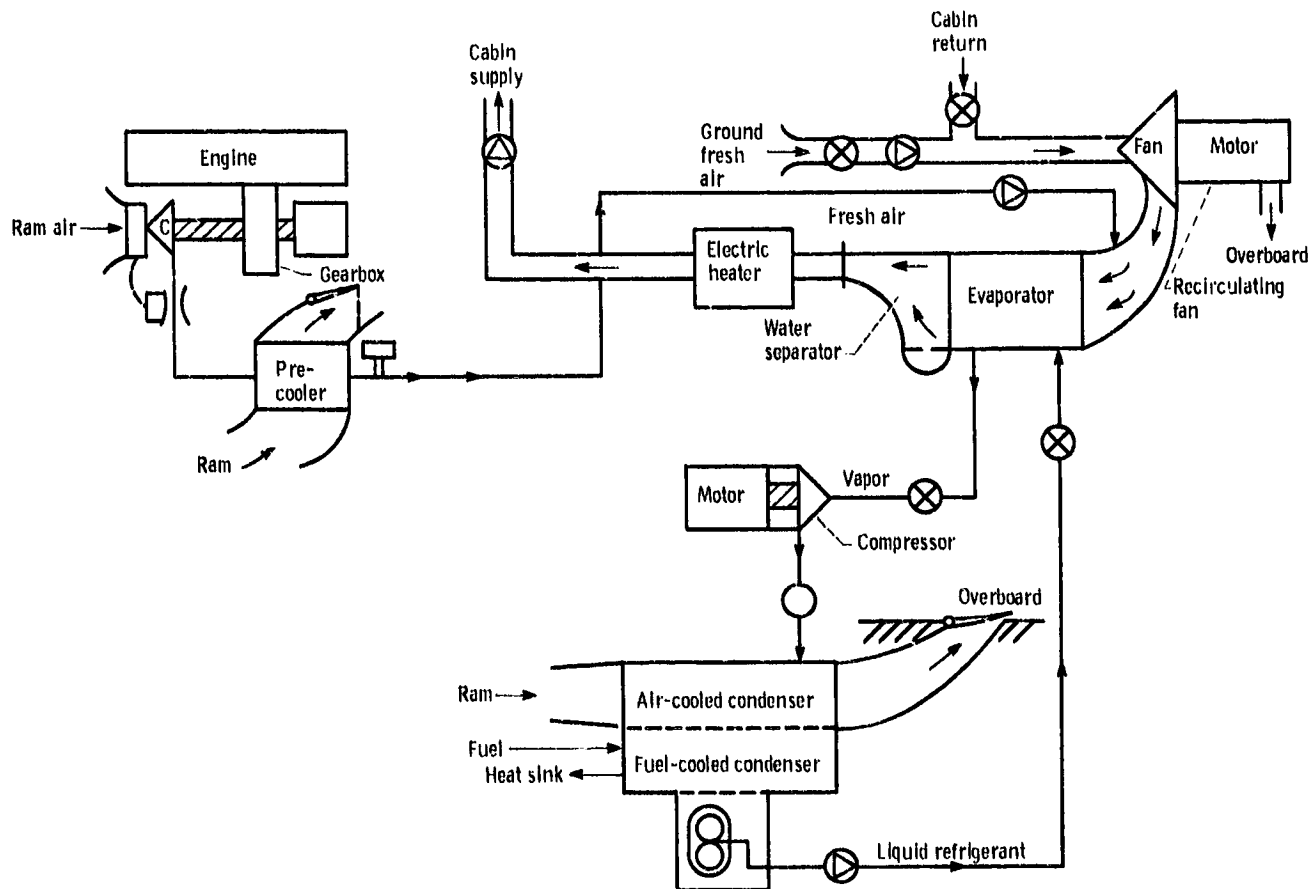 Cabin
return
Cabin
supply
Ground
fresh
air
Fan
Motor
Engine
Ram air
C
Fresh air
Gearbox
Electric
heater
Evaporator
Overboard
Recirculating
fan
Water
separator
Pre-
cooler
Ram
Motor
Vapor
Compressor
Overboard
Ram
Air-cooled condenser
Fuel
Fuel-cooled condenser
Heat sink
Liquid refrigerant